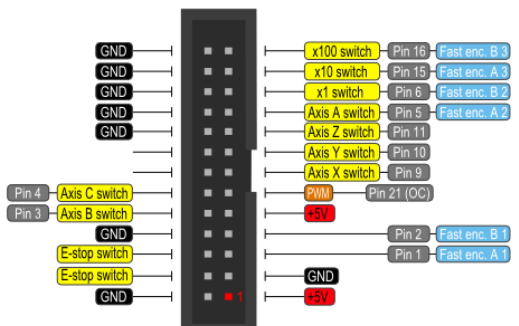 GND x100 switch Pin 16 Fast enc. B 3
GND x10 switch Pin 15 Fast enc. A 3
GND x1 switch Pin 6 Fast enc. B 2
GND Axis A switch Pin 5 Fast enc. A 2
GND Axis Z switch Pin 11
Axis Y switch Pin 10
Axis X switch Pin 9
Pin 4 Axis C switch PWM Pin 21 (OC)
Pin 3 Axis B switch +5V
GND Pin 2 Fast enc. B 1
E-stop switch Pin 1 Fast enc. A 1
E-stop switch GND
GND 1 +5V